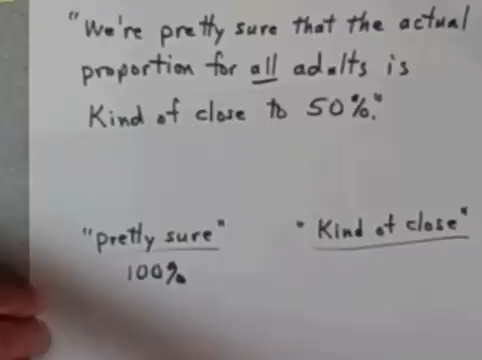 "We're pretty sure that the actual
proportion for all adults is
Kind of close to 50%."
"pretty sure" "Kind of close"
100%